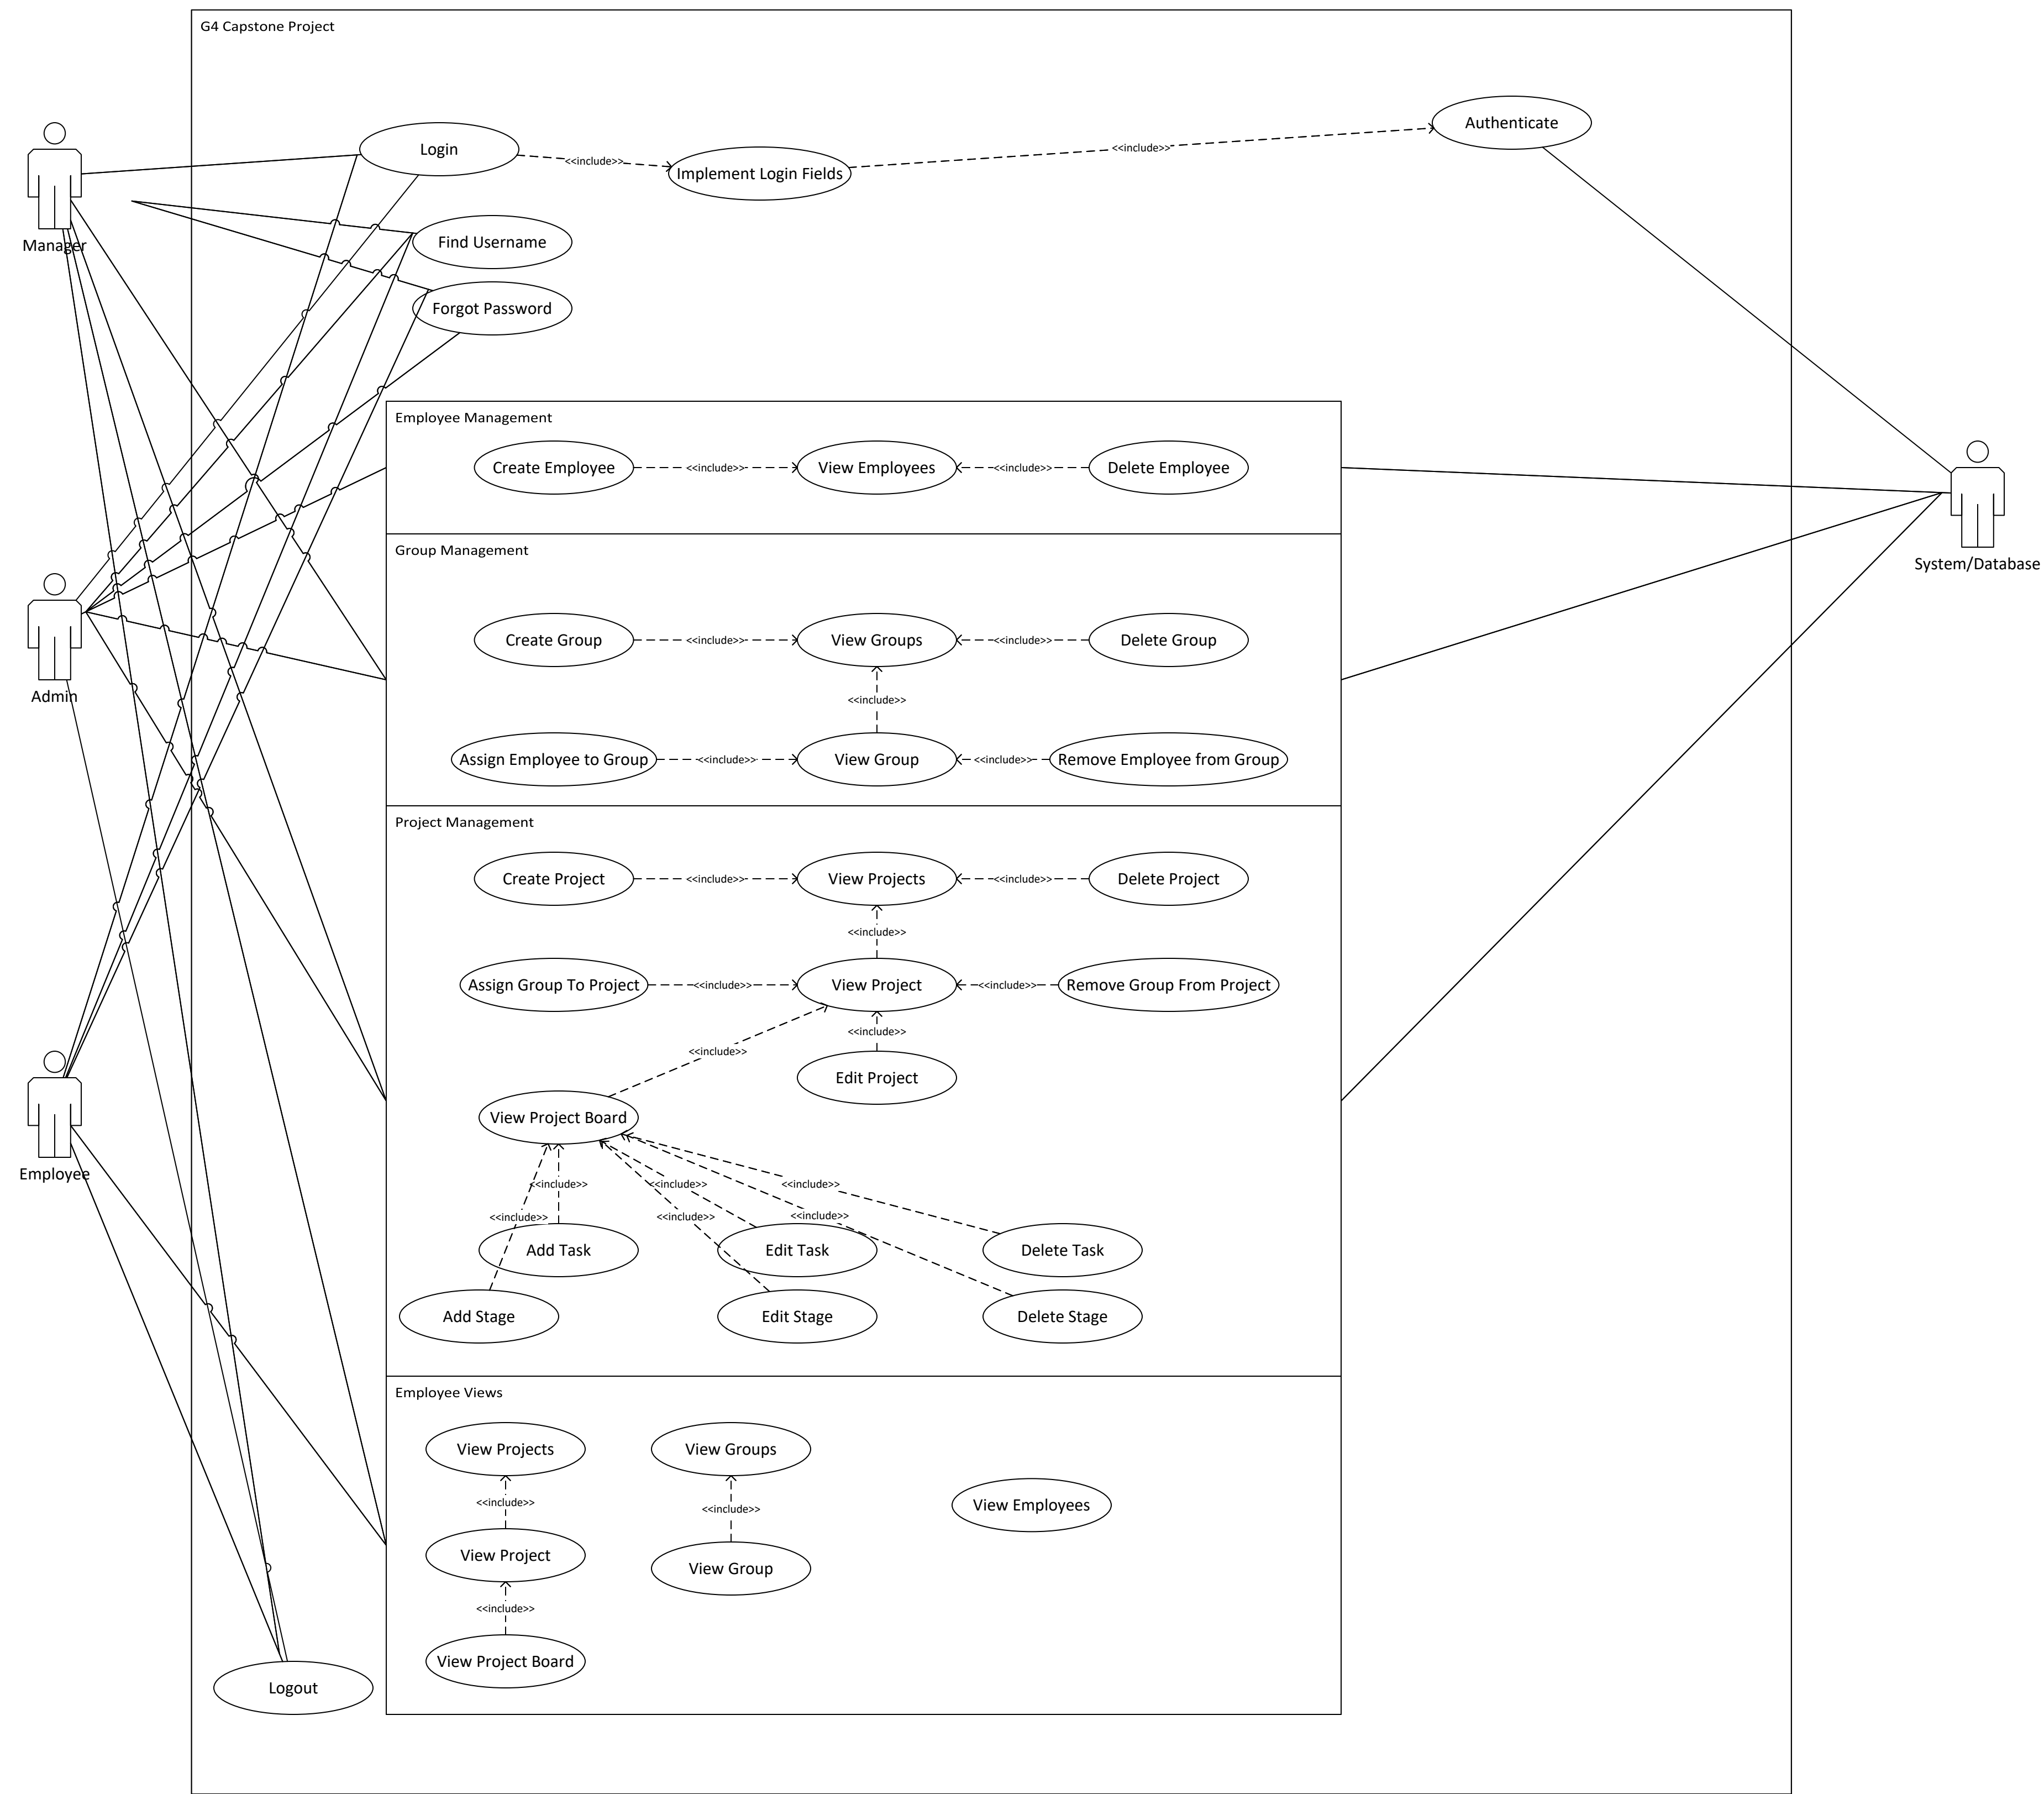 G4 Capstone Project
Login
<<include>>
Implement Login Fields
<<include>>
Authenticate
Manager
Find Username
Forgot Password
Employee Management
Create Employee
<<include>>
View Employees
<<include>>
Delete Employee
System/Database
Group Management
Create Group
<<include>>
View Groups
<<include>>
Delete Group
Admin
<<include>>
Assign Employee to Group
<<include>>
View Group
<<include>>
Remove Employee from Group
Project Management
Create Project
<<include>>
View Projects
<<include>>
Delete Project
<<include>>
Assign Group To Project
<<include>>
View Project
<<include>>
Remove Group From Project
<<include>>
<<include>>
Edit Project
View Project Board
Employee
<<include>>
<<include>>
<<include>>
<<include>>
<<include>>
<<include>>
Add Task
Edit Task
Delete Task
Add Stage
Edit Stage
Delete Stage
Employee Views
View Projects
View Groups
<<include>>
<<include>>
View Employees
View Project
View Group
<<include>>
View Project Board
Logout